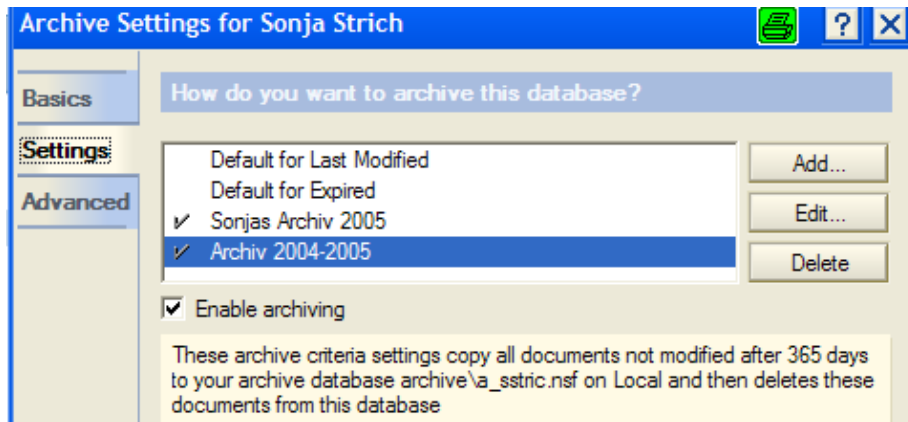 Archive Settings for Sonja Strich
?
Basics
Settings
Advanced
How do you want to archive this database?
Default for Last Modified
Default for Expired
Sonjas Archiv 2005
Archiv 2004-2005
Add...
Edit...
Delete
Enable archiving
These archive criteria settings copy all documents not modified after 365 days
to your archive database archive\a_sstric.nsf on Local and then deletes these
documents from this database